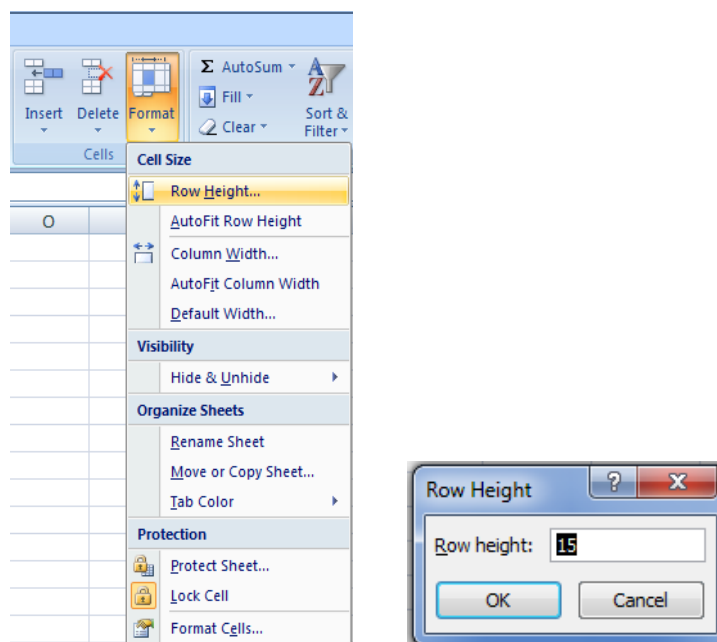 Insert
Delete
Format
Σ AutoSum
Fill
Clear
Sort &
Filter
Cells
Cell Size
Row Height...
AutoFit Row Height
Column Width...
AutoFit Column Width
Default Width...
Visibility
Hide & Unhide
Organize Sheets
Rename Sheet
Move or Copy Sheet...
Tab Color
Protection
Protect Sheet...
Lock Cell
Format Cells...
O
Row Height
Row height: 15
OK
Cancel